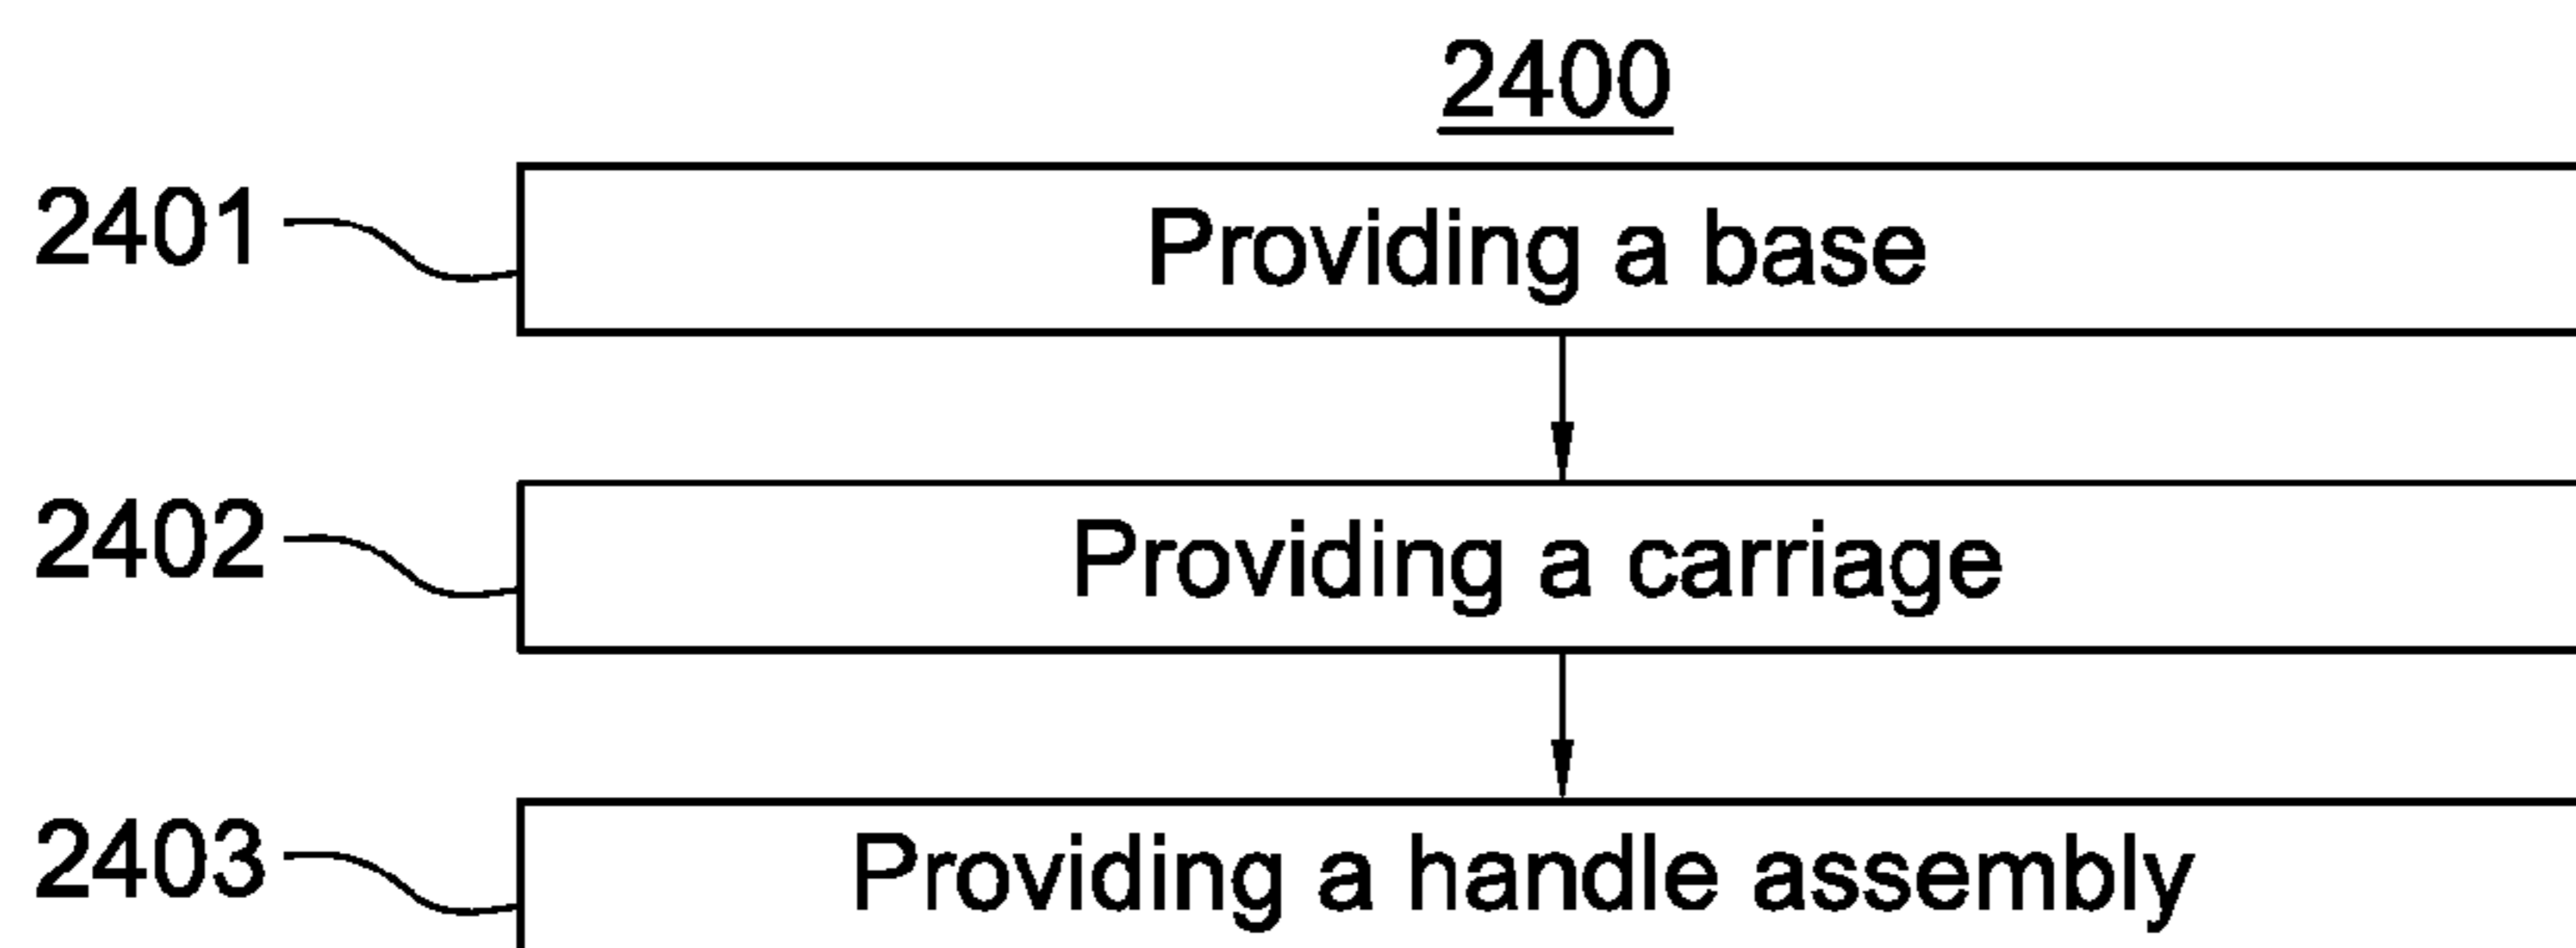 2400
2401 Providing a base
2402 Providing a carriage
2403 Providing a handle assembly